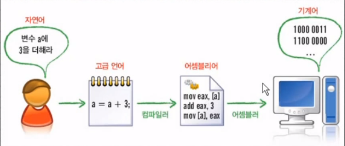 자연어
변수 a에
3을 더해라
고급 언어
a = a + 3;
컴파일러
어셈블리어
mov eax, [a]
add eax, 3
mov [a], eax
어셈블러
기계어
1000 0011
1100 0000
...